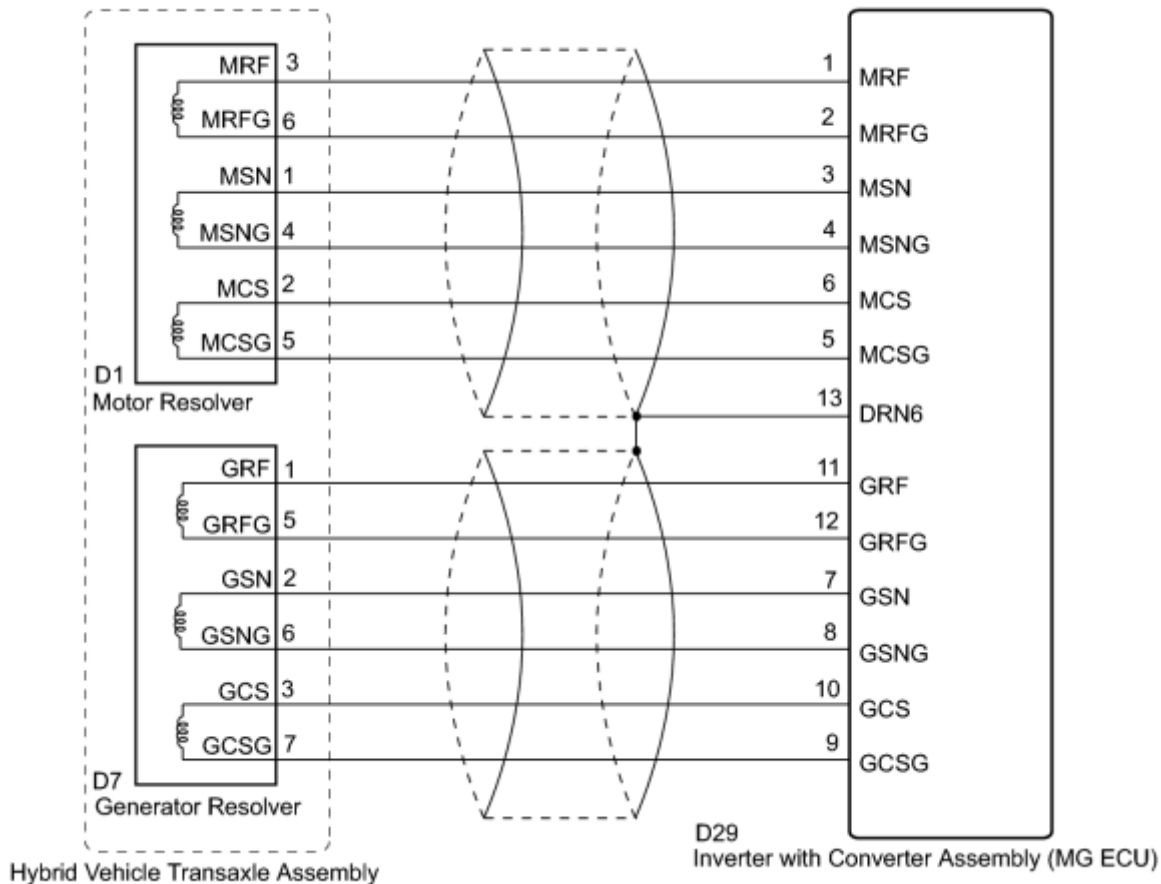 MRF 3 1 MRF
MRFG 6 2 MRFG
MSN 1 3 MSN
MSNG 4 4 MSNG
MCS 2 6 MCS
MCSG 5 5 MCSG
D1
Motor Resolver
13 DRN6
GRF 1 11 GRF
GRFG 5 12 GRFG
GSN 2 7 GSN
GSNG 6 8 GSNG
GCS 3 10 GCS
GCSG 7 9 GCSG
D7
Generator Resolver
Hybrid Vehicle Transaxle Assembly
D29
Inverter with Converter Assembly (MG ECU)